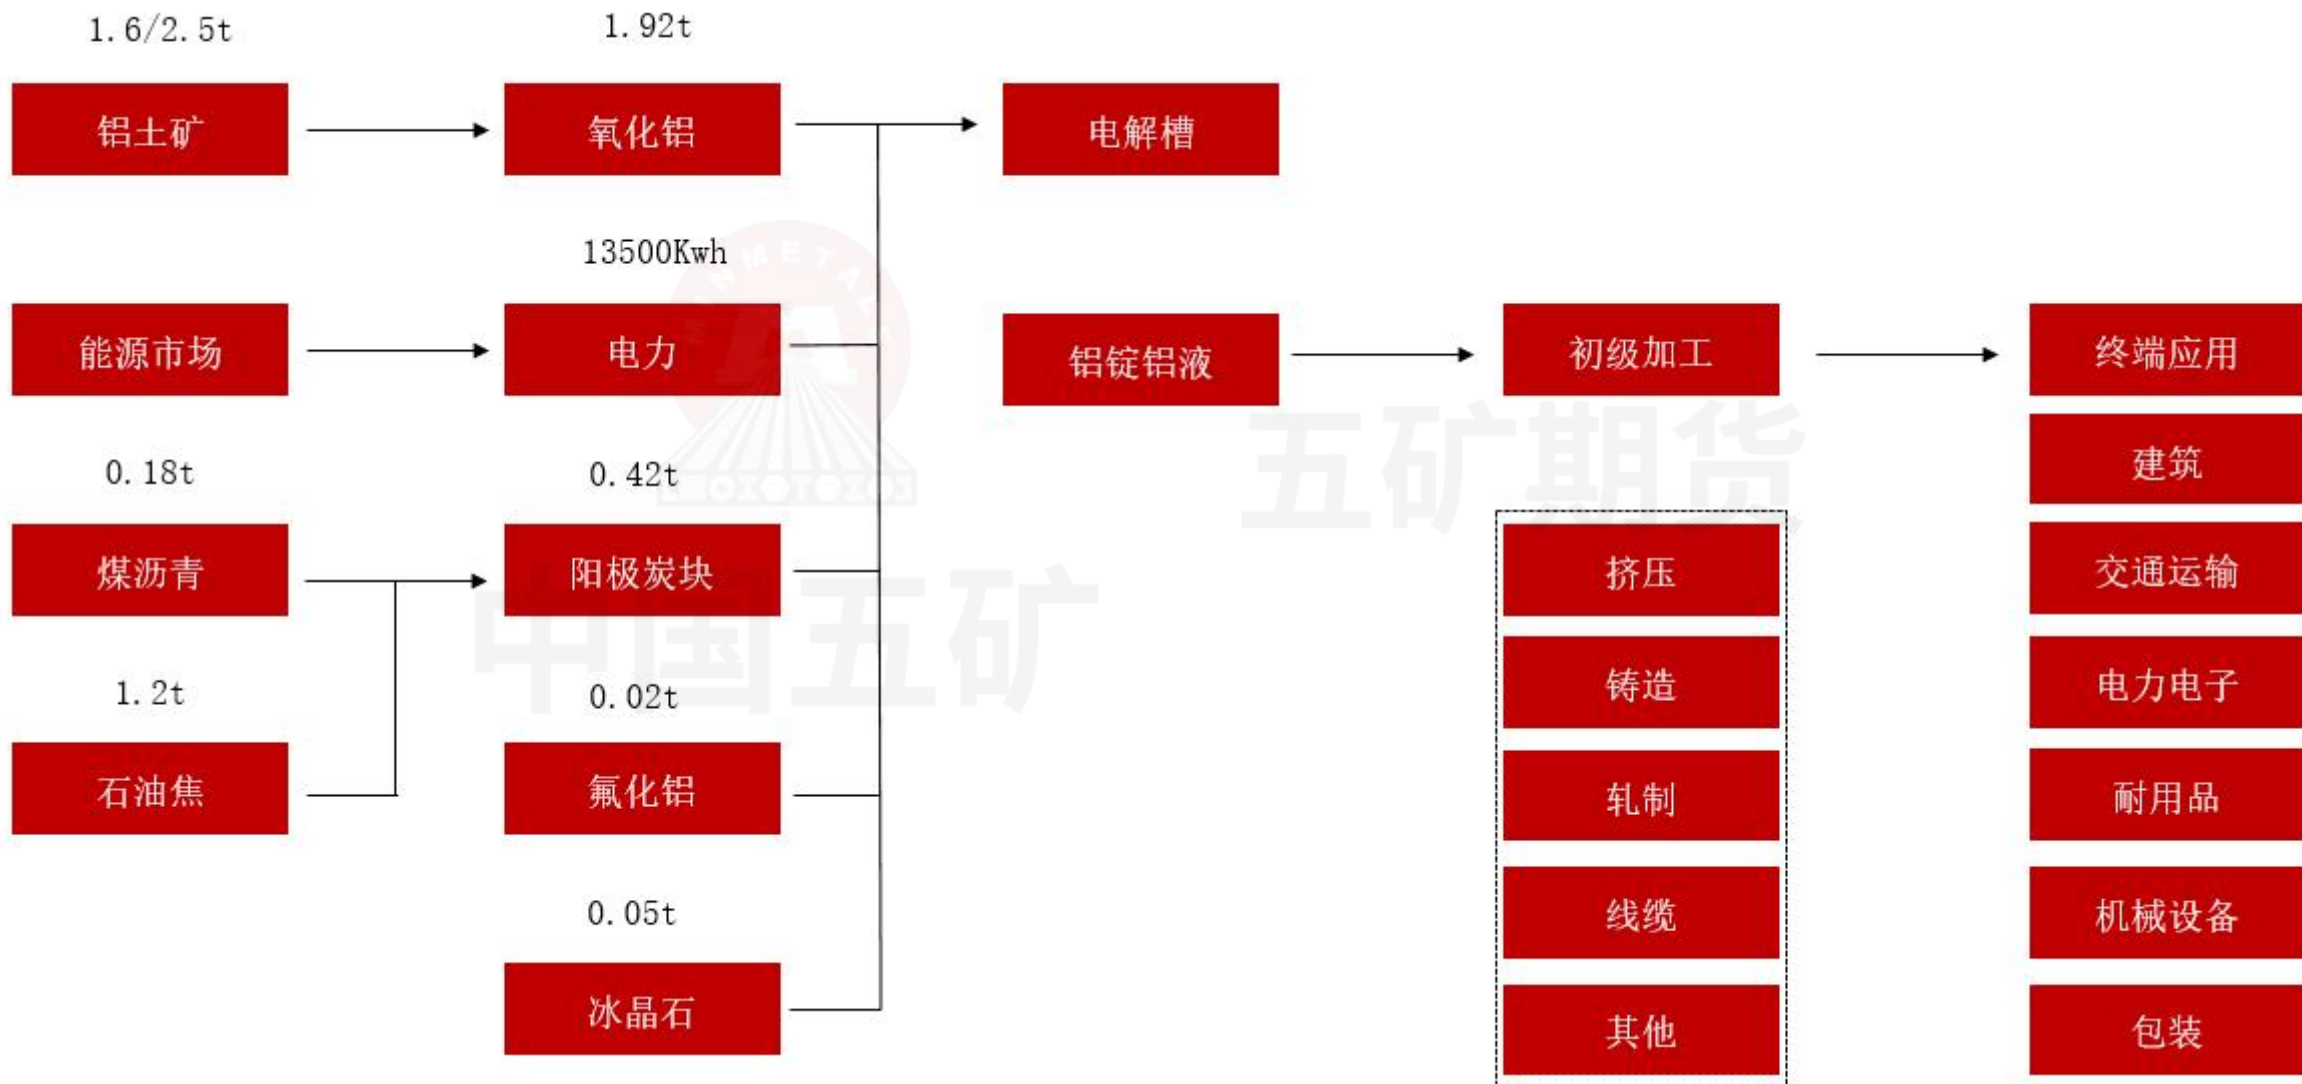 1.6/2.5t
1.92t
铝土矿
氧化铝
电解槽
13500Kwh
能源市场
电力
铝锭铝液
初级加工
终端应用
建筑
0.18t
0.42t
煤沥青
阳极炭块
挤压
交通运输
1.2t
0.02t
铸造
电力电子
石油焦
氟化铝
轧制
耐用品
0.05t
线缆
机械设备
冰晶石
其他
包装
MINMETALS
五矿期货
中国五矿